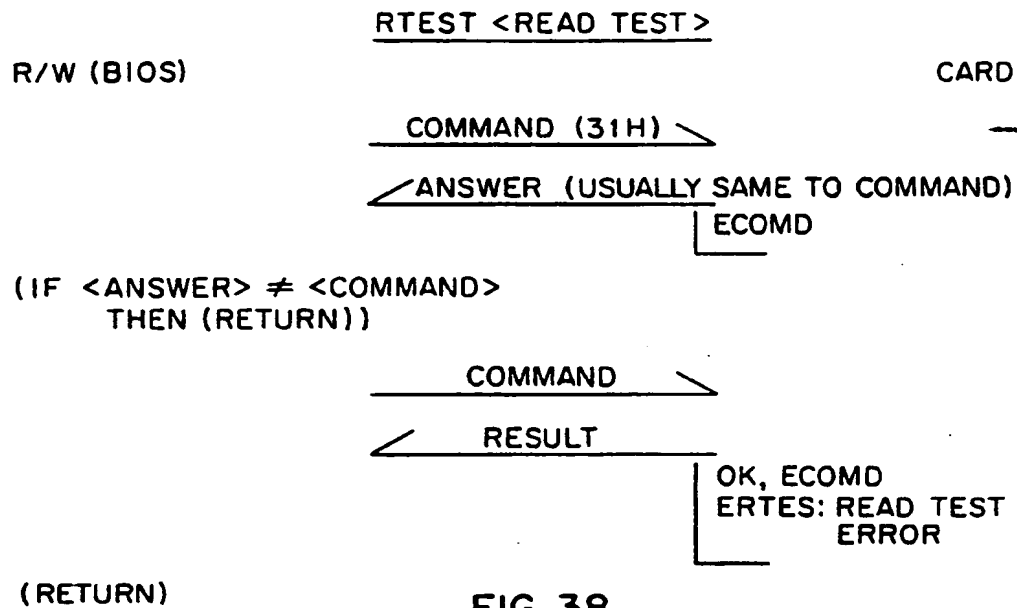 RTEST <READ TEST>
R/W (BIOS)
CARD
COMMAND (31H)
ANSWER (USUALLY SAME TO COMMAND)
ECOMD
(IF <ANSWER> ≠ <COMMAND>
THEN (RETURN))
COMMAND
RESULT
OK, ECOMD
ERTES: READ TEST
ERROR
(RETURN)
FIG. 38